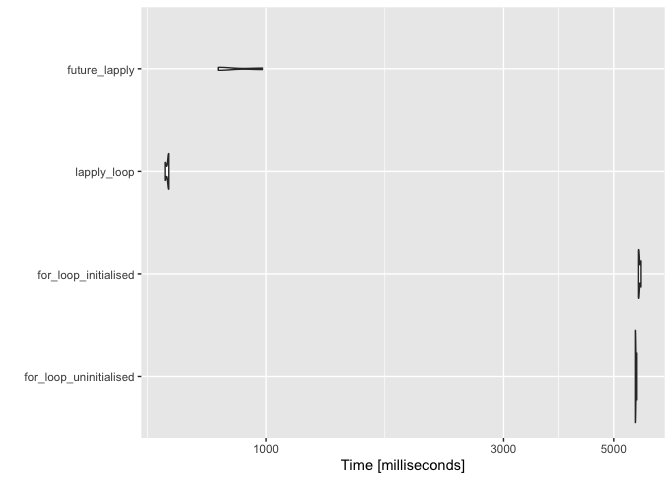 future_lapply
lapply_loop
for_loop_initialised
for_loop_uninitialised
1000 3000 5000
Time [milliseconds]